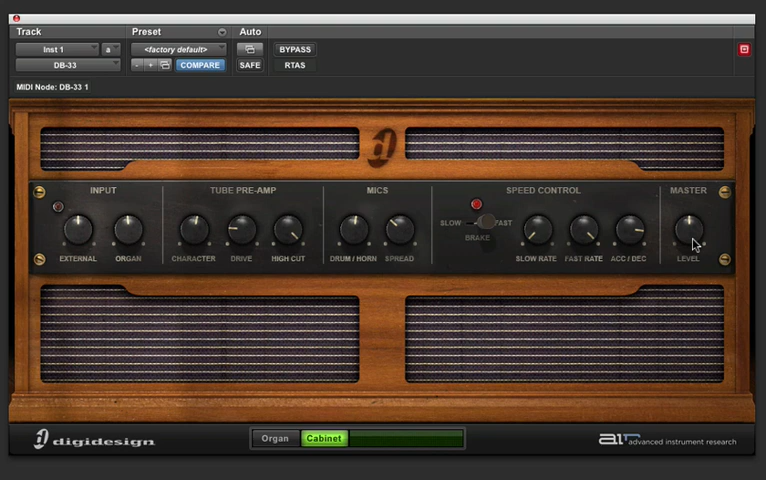 Track Preset Auto
Inst 1 a <factory default> BYPASS
DB-33 - + COMPARE SAFE RTAS
MIDI Node: DB-33 1
INPUT TUBE PRE-AMP MICS SPEED CONTROL MASTER
SLOW FAST
BRAKE
EXTERNAL ORGAN CHARACTER DRIVE HIGH CUT DRUM / HORN SPREAD SLOW RATE FAST RATE ACC / DEC LEVEL
digidesign Organ Cabinet air advanced instrument research